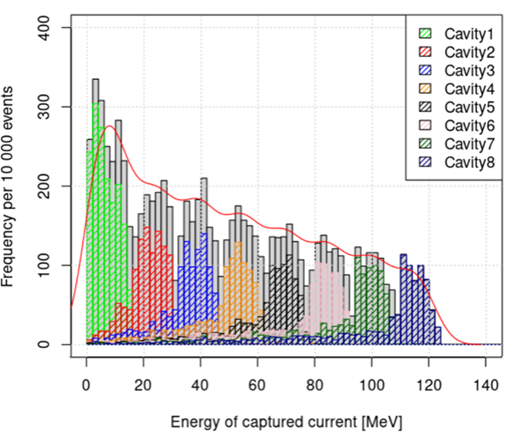 400
300
200
100
0
Frequency per 10 000 events
Cavity1
Cavity2
Cavity3
Cavity4
Cavity5
Cavity6
Cavity7
Cavity8
0 20 40 60 80 100 120 140
Energy of captured current [MeV]